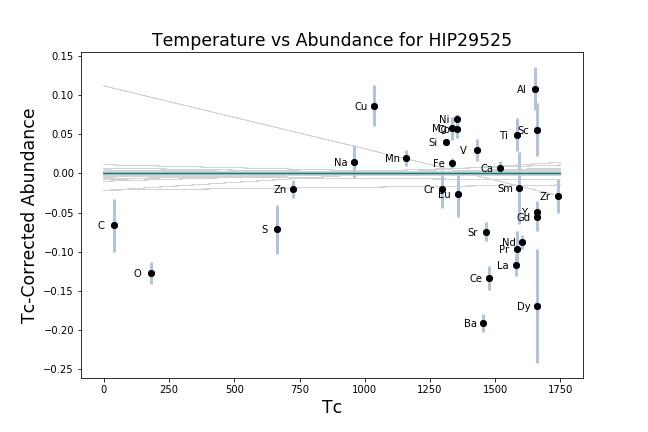 Temperature vs Abundance for HIP29525
Tc-Corrected Abundance
0.15
0.10
0.05
0.00
−0.05
−0.10
−0.15
−0.20
−0.25
Al
Cu
Ni
Mg
Co
Sc
Ti
Si
V
Mn
Na
Fe
Ca
Zn
Cr
Eu
Sm
Zr
Y
Gd
C
S
Sr
Nd
Pr
O
La
Ce
Dy
Ba
0
250
500
750
1000
1250
1500
1750
Tc